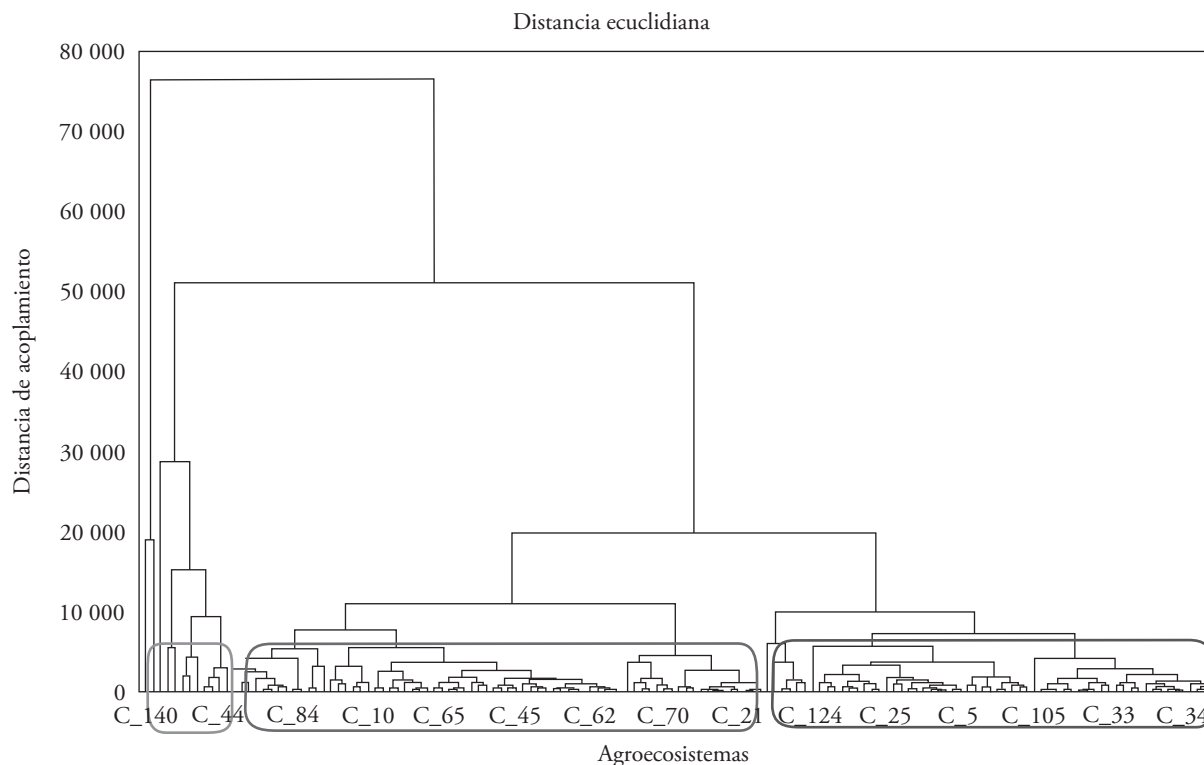 Distancia ecuclidiana
80 000
70 000
60 000
50 000
40 000
30 000
20 000
10 000
0
Distancia de acoplamiento
C_140 C_44 C_84 C_10 C_65 C_45 C_62 C_70 C_21 C_124 C_25 C_5 C_105 C_33 C_34
Agroecosistemas